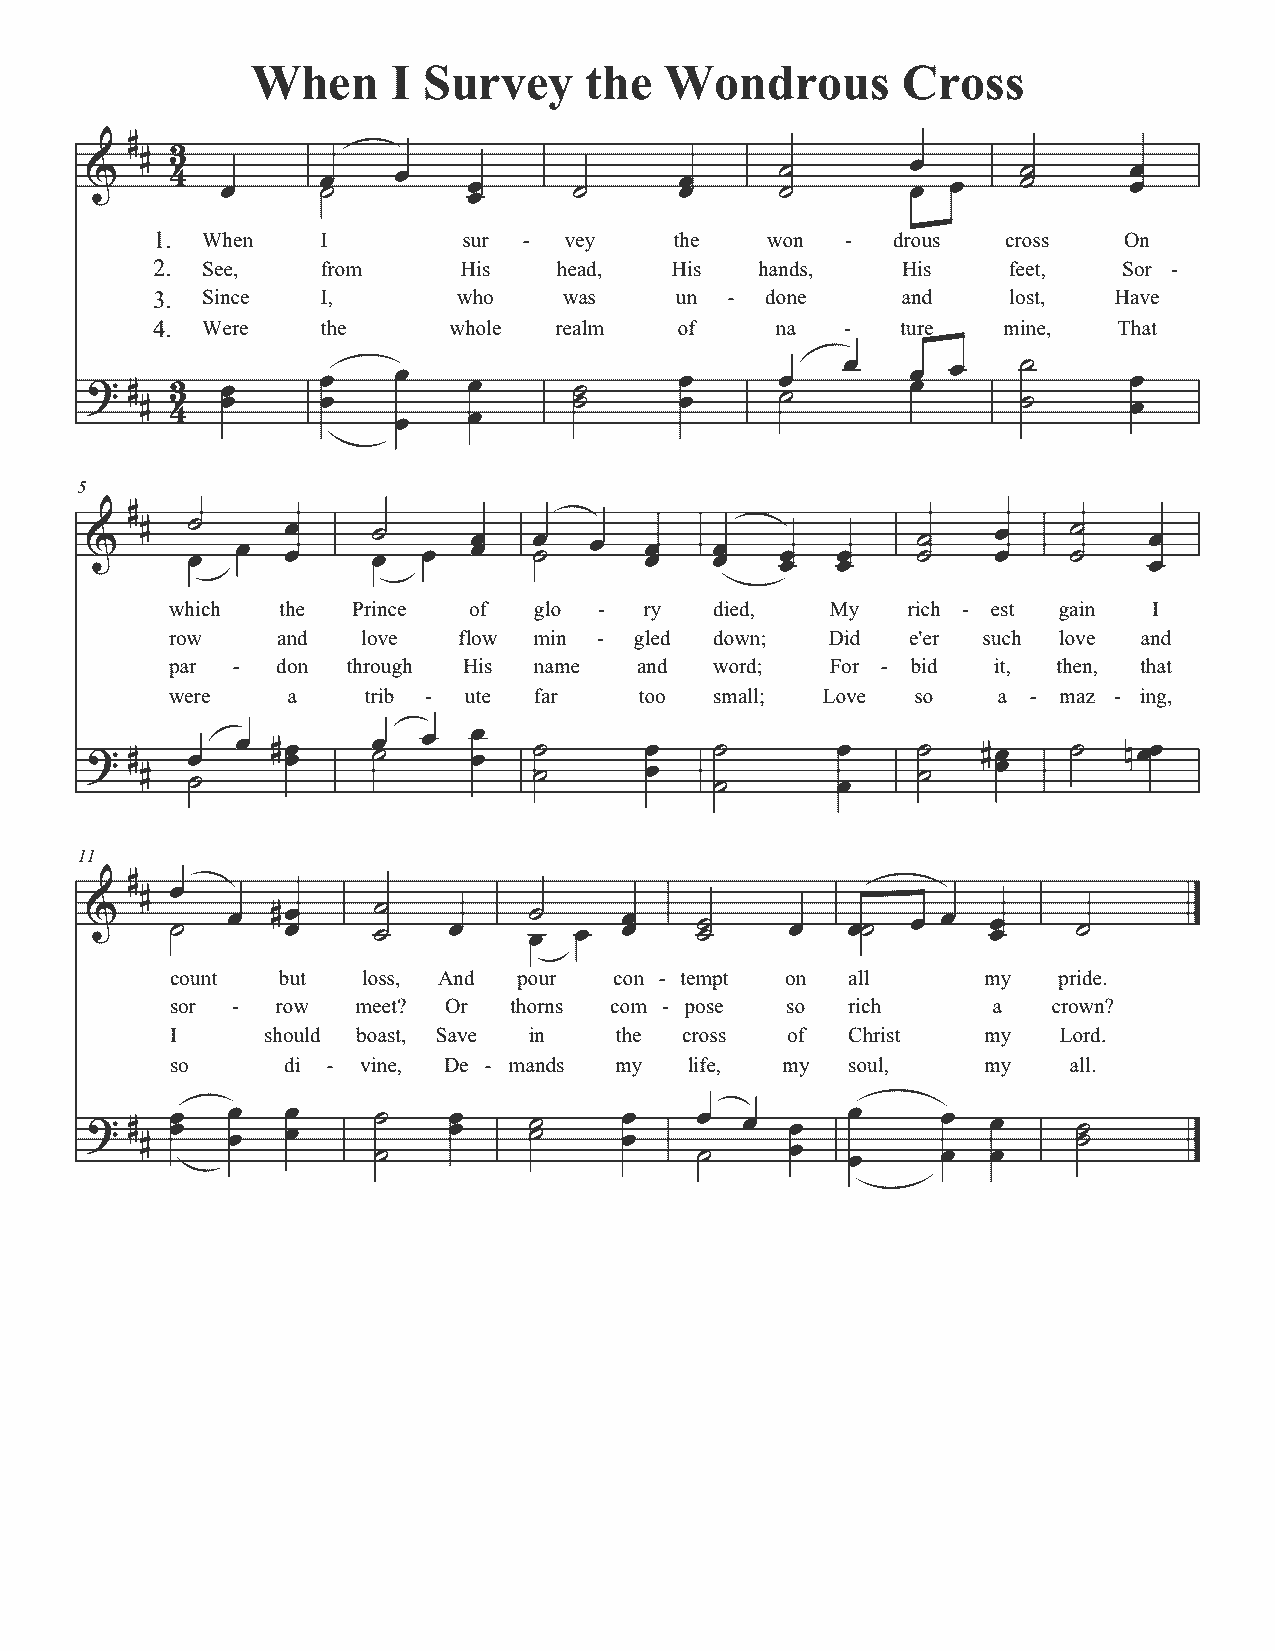 When I Survey the Wondrous Cross
3
4
1. When I sur - vey the won - drous cross On
2. See, from His head, His hands, His feet, Sor -
3. Since I, who was un - done and lost, Have
4. Were the whole realm of na - ture mine, That
3
4
5
which the Prince of glo - ry died, My rich - est gain I
row and love flow min - gled down; Did e'er such love and
par - don through His name and word; For - bid it, then, that
were a trib - ute far too small; Love so a - maz - ing,
11
count but loss, And pour con - tempt on all my pride.
sor - row meet? Or thorns com - pose so rich a crown?
I should boast, Save in the cross of Christ my Lord.
so di - vine, De - mands my life, my soul, my all.